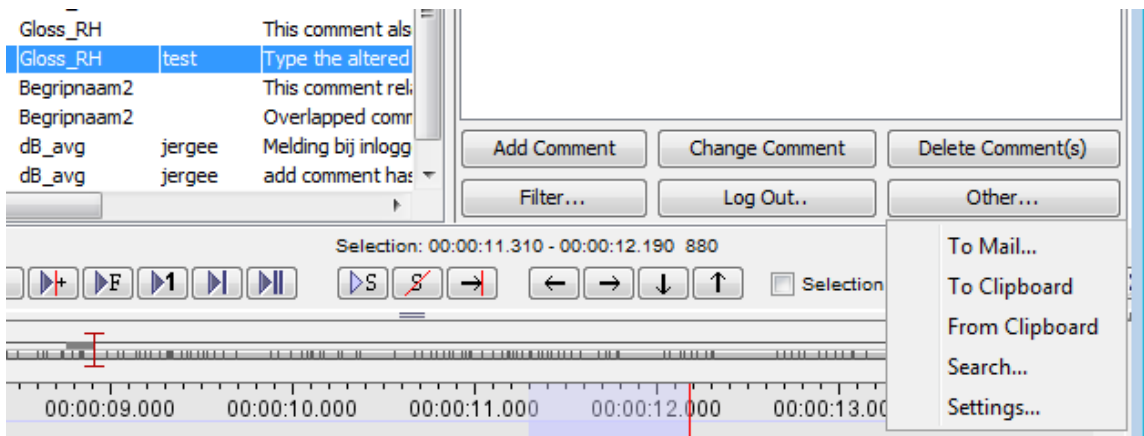 Gloss_RH This comment als
Gloss_RH test Type the altered
Begripnaam2 This comment rel
Begripnaam2 Overlapped comm
dB_avg jergee Melding bij inlogg
dB_avg jergee add comment has
Add Comment Change Comment Delete Comment(s)
Filter... Log Out.. Other...
To Mail...
To Clipboard
From Clipboard
Search...
Settings...
Selection: 00:00:11.310 - 00:00:12.190 880
+ F 1 S S Selection
00:00:09.000 00:00:10.000 00:00:11.000 00:00:12.000 00:00:13.00